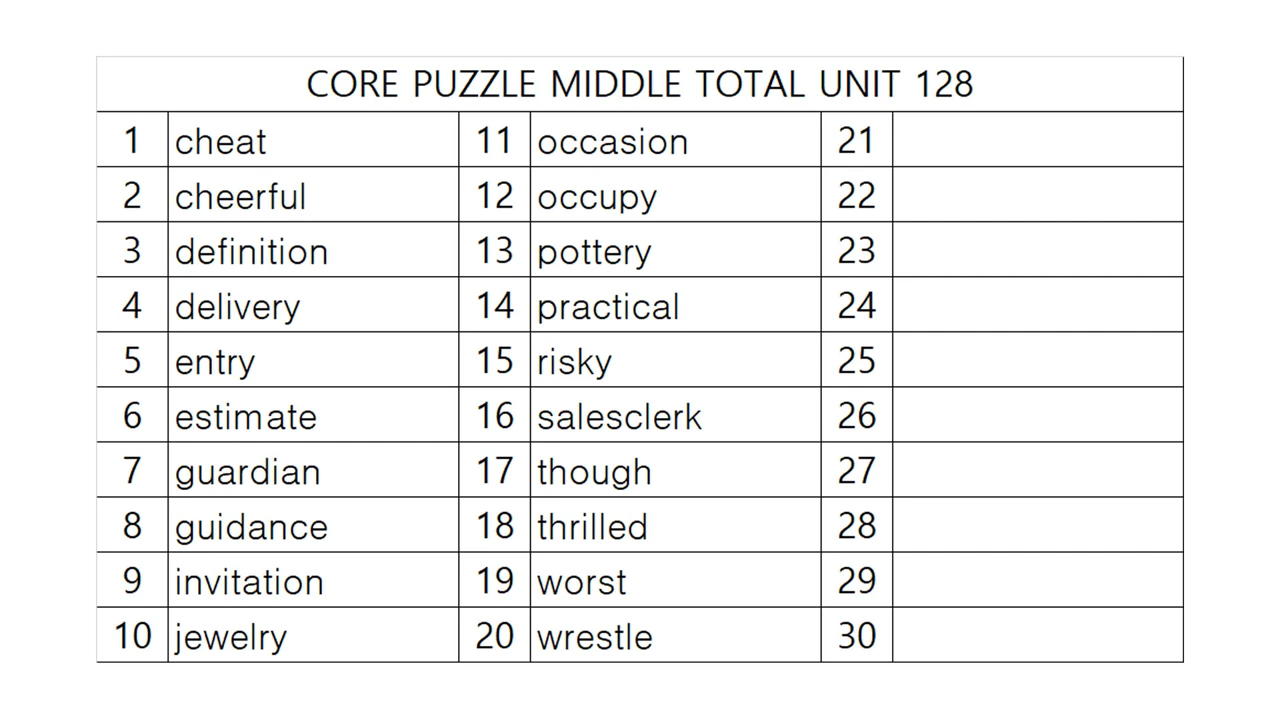 CORE PUZZLE MIDDLE TOTAL UNIT 128
1 cheat 11 occasion 21
2 cheerful 12 occupy 22
3 definition 13 pottery 23
4 delivery 14 practical 24
5 entry 15 risky 25
6 estimate 16 salesclerk 26
7 guardian 17 though 27
8 guidance 18 thrilled 28
9 invitation 19 worst 29
10 jewelry 20 wrestle 30